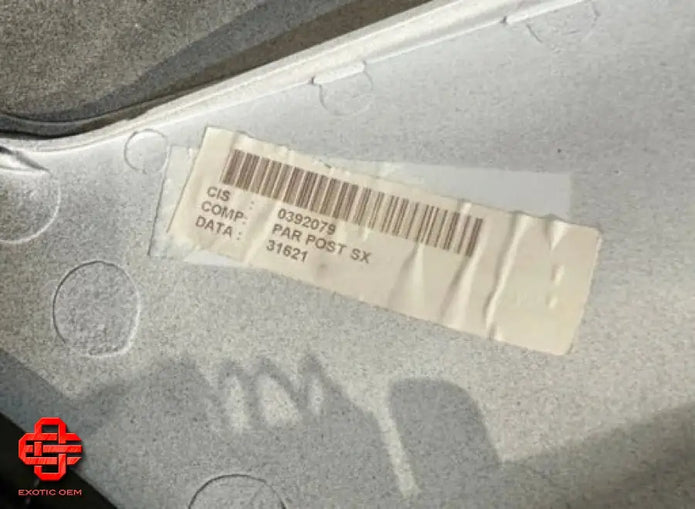 CIS : 0392079
COMP: PAR POST SX
DATA: 31621
EXOTIC OEM